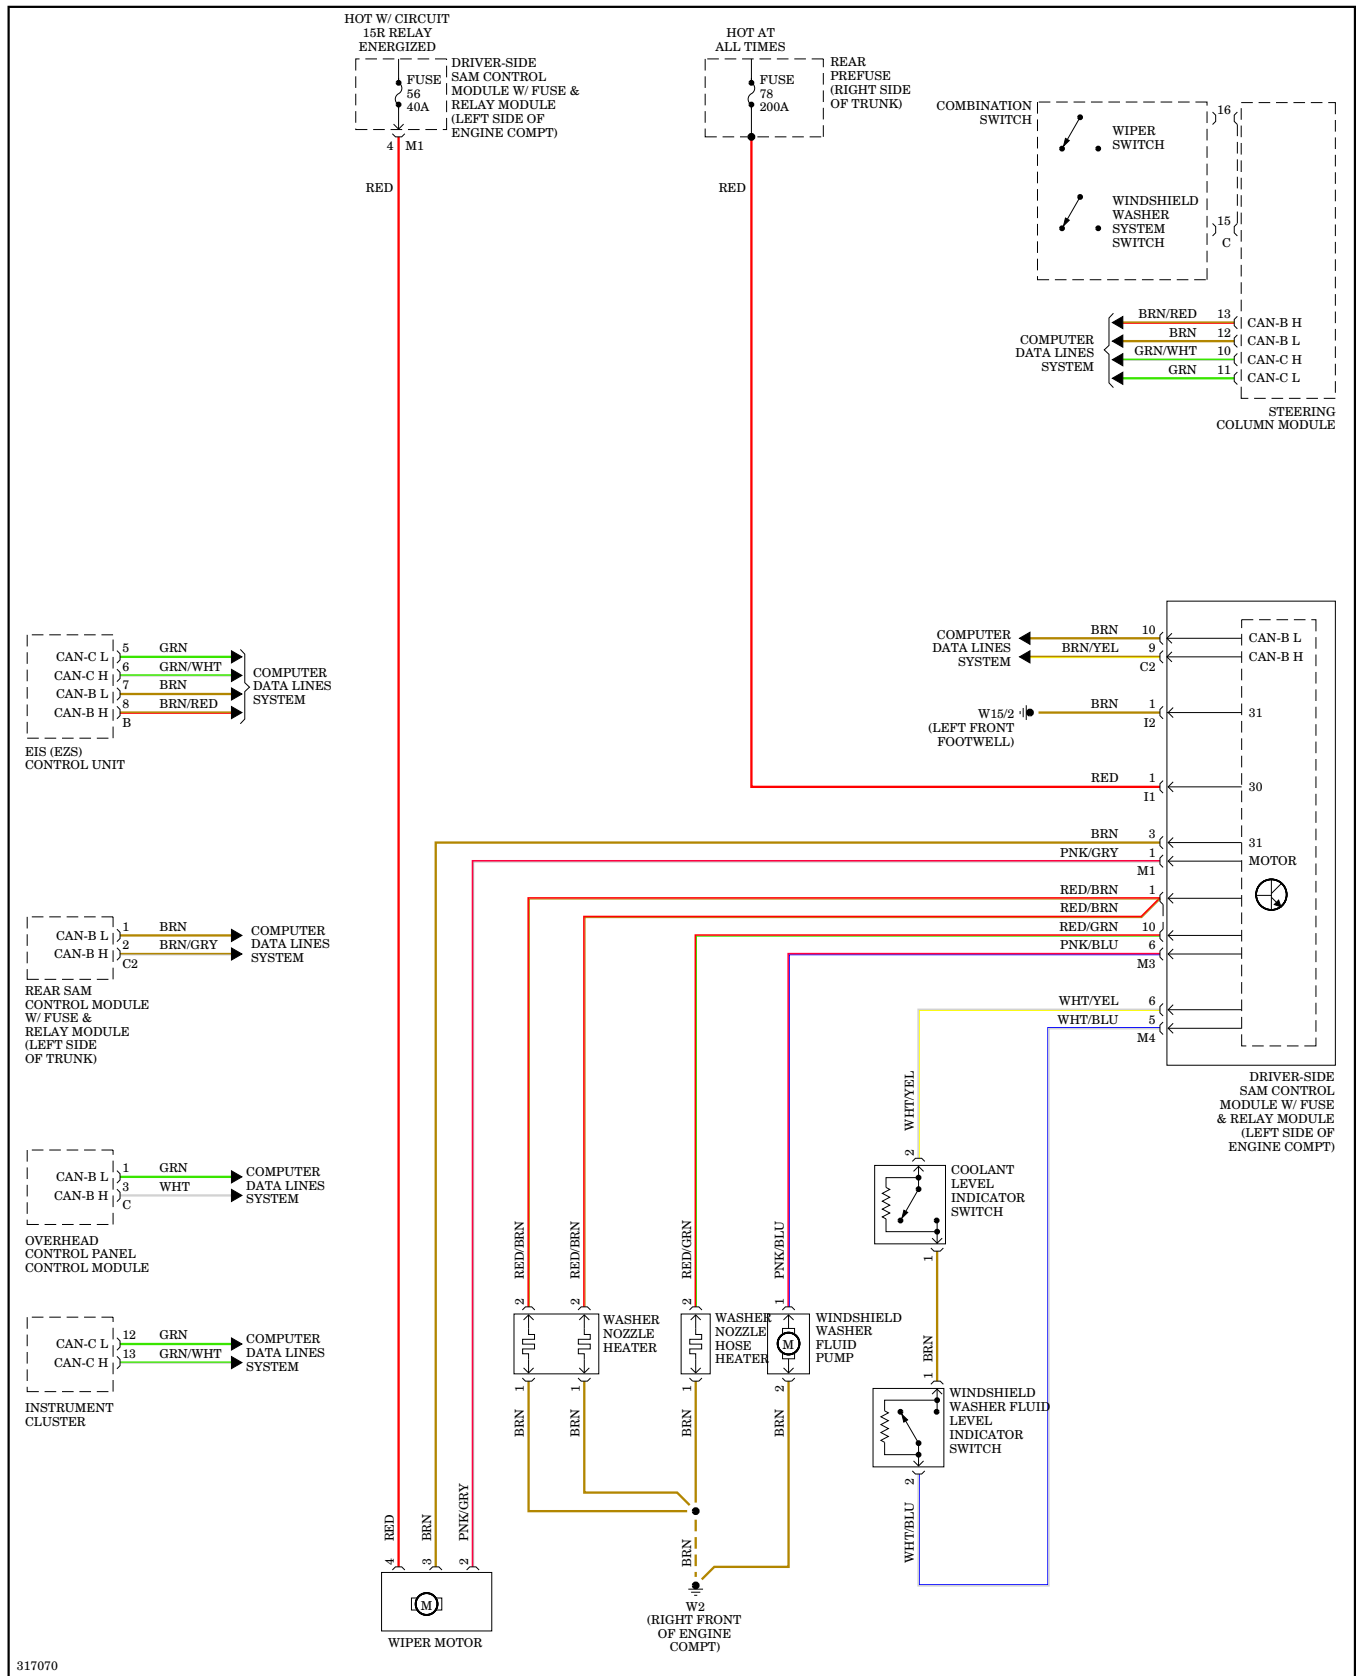 HOT W/ CIRCUIT
15R RELAY
ENERGIZED
FUSE
56
40A
DRIVER-SIDE
SAM CONTROL
MODULE W/ FUSE &
RELAY MODULE
(LEFT SIDE OF
ENGINE COMPT)
4 M1
RED
HOT AT
ALL TIMES
FUSE
78
200A
REAR
PREFUSE
(RIGHT SIDE
OF TRUNK)
RED
COMBINATION
SWITCH
WIPER
SWITCH
WINDSHIELD
WASHER
SYSTEM
SWITCH
16
15
C
COMPUTER
DATA LINES
SYSTEM
BRN/RED 13 CAN-B H
BRN 12 CAN-B L
GRN/WHT 10 CAN-C H
GRN 11 CAN-C L
STEERING
COLUMN MODULE
CAN-C L 5 GRN
CAN-C H 6 GRN/WHT
CAN-B L 7 BRN
CAN-B H 8 BRN/RED
B
COMPUTER
DATA LINES
SYSTEM
EIS (EZS)
CONTROL UNIT
COMPUTER
DATA LINES
SYSTEM
BRN 10 CAN-B L
BRN/YEL 9 CAN-B H
C2
W15/2
(LEFT FRONT
FOOTWELL)
BRN 1 31
I2
RED 1 30
I1
BRN 3 31
PNK/GRY 1 MOTOR
M1
RED/BRN 1
RED/BRN
RED/GRN 10
PNK/BLU 6
M3
WHT/YEL 6
WHT/BLU 5
M4
DRIVER-SIDE
SAM CONTROL
MODULE W/ FUSE
& RELAY MODULE
(LEFT SIDE OF
ENGINE COMPT)
CAN-B L 1 BRN
CAN-B H 2 BRN/GRY
C2
COMPUTER
DATA LINES
SYSTEM
REAR SAM
CONTROL MODULE
W/ FUSE &
RELAY MODULE
(LEFT SIDE
OF TRUNK)
CAN-B L 1 GRN
CAN-B H 3 WHT
C
COMPUTER
DATA LINES
SYSTEM
OVERHEAD
CONTROL PANEL
CONTROL MODULE
CAN-C L 12 GRN
CAN-C H 13 GRN/WHT
COMPUTER
DATA LINES
SYSTEM
INSTRUMENT
CLUSTER
RED/BRN
RED/BRN
RED/GRN
PNK/BLU
WHT/YEL
2
2
2
1
2
WASHER
NOZZLE
HEATER
WASHER
NOZZLE
HOSE
HEATER
M
WINDSHIELD
WASHER
FLUID
PUMP
COOLANT
LEVEL
INDICATOR
SWITCH
1
BRN
1
WINDSHIELD
WASHER FLUID
LEVEL
INDICATOR
SWITCH
2
WHT/BLU
1
1
1
2
BRN
BRN
BRN
BRN
BRN
W2
(RIGHT FRONT
OF ENGINE
COMPT)
RED
BRN
PNK/GRY
4
3
2
M
WIPER MOTOR
317070